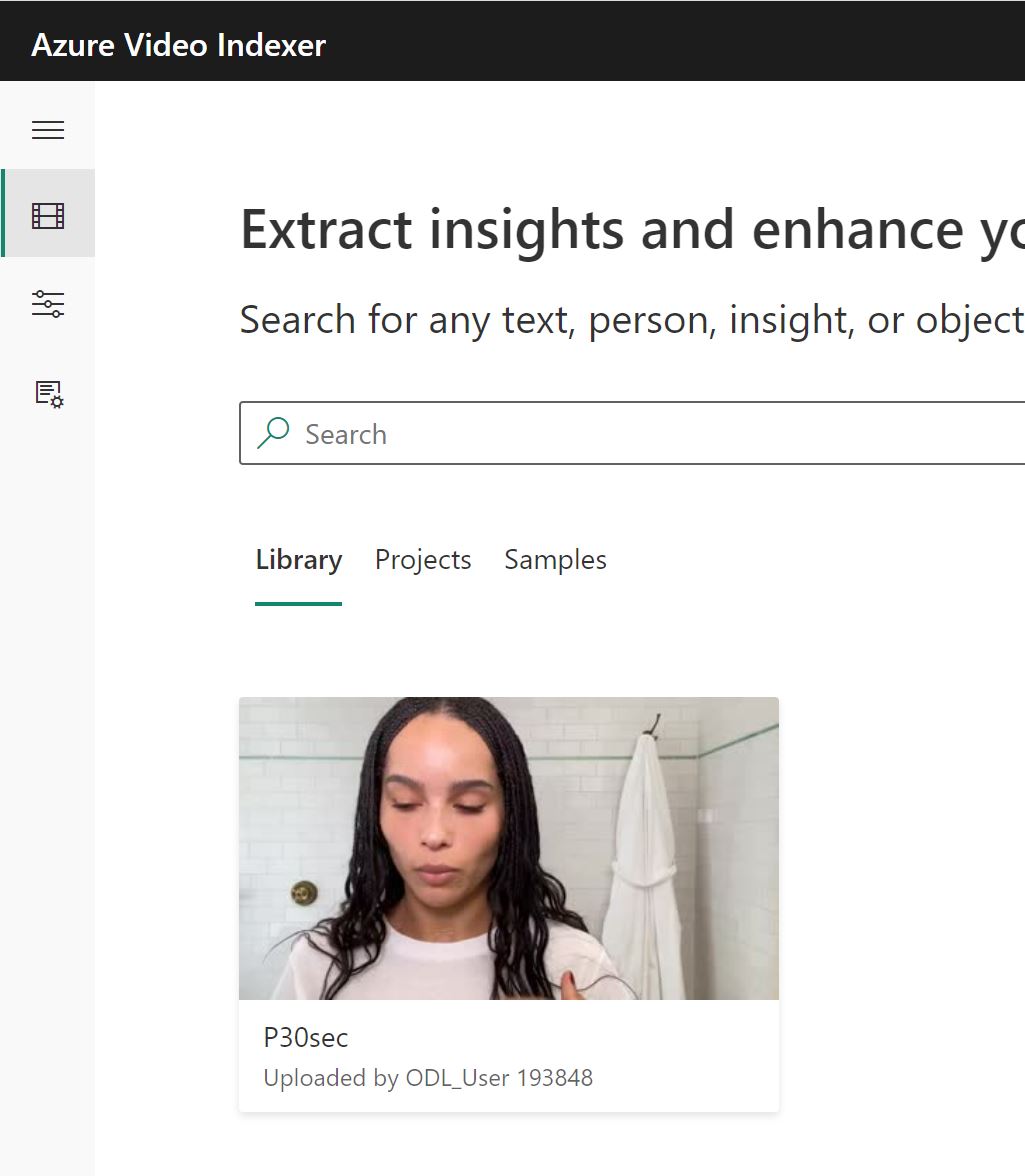 Azure Video Indexer
Extract insights and enhance yo
Search for any text, person, insight, or object
Search
Library Projects Samples
P30sec
Uploaded by ODL_User 193848